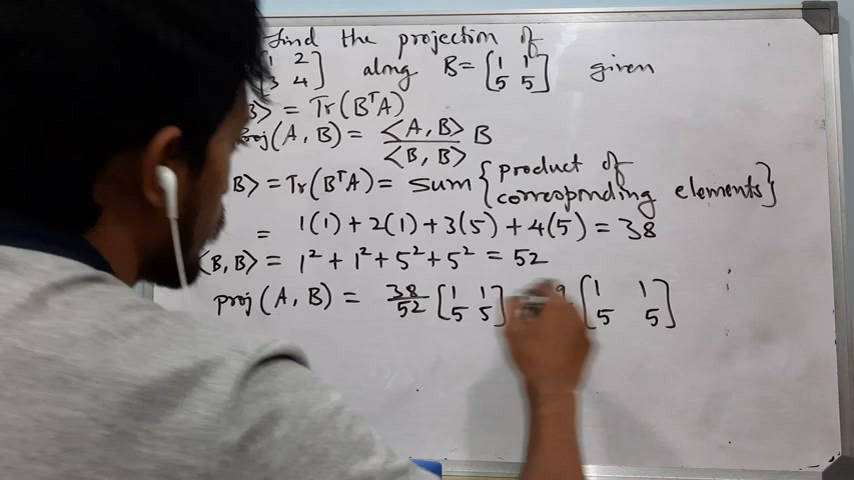 find the projection of
[1 2; 3 4] along B = [1 1; 5 5] given
B⟩ = Tr(BᵀA)
proj(A, B) = ⟨A, B⟩/⟨B, B⟩ B
B⟩ = Tr(BᵀA) = sum {product of corresponding elements}
= 1(1) + 2(1) + 3(5) + 4(5) = 38
⟨B, B⟩ = 1² + 1² + 5² + 5² = 52
proj(A, B) = 38/52 [1 1; 5 5] [1 1; 5 5]